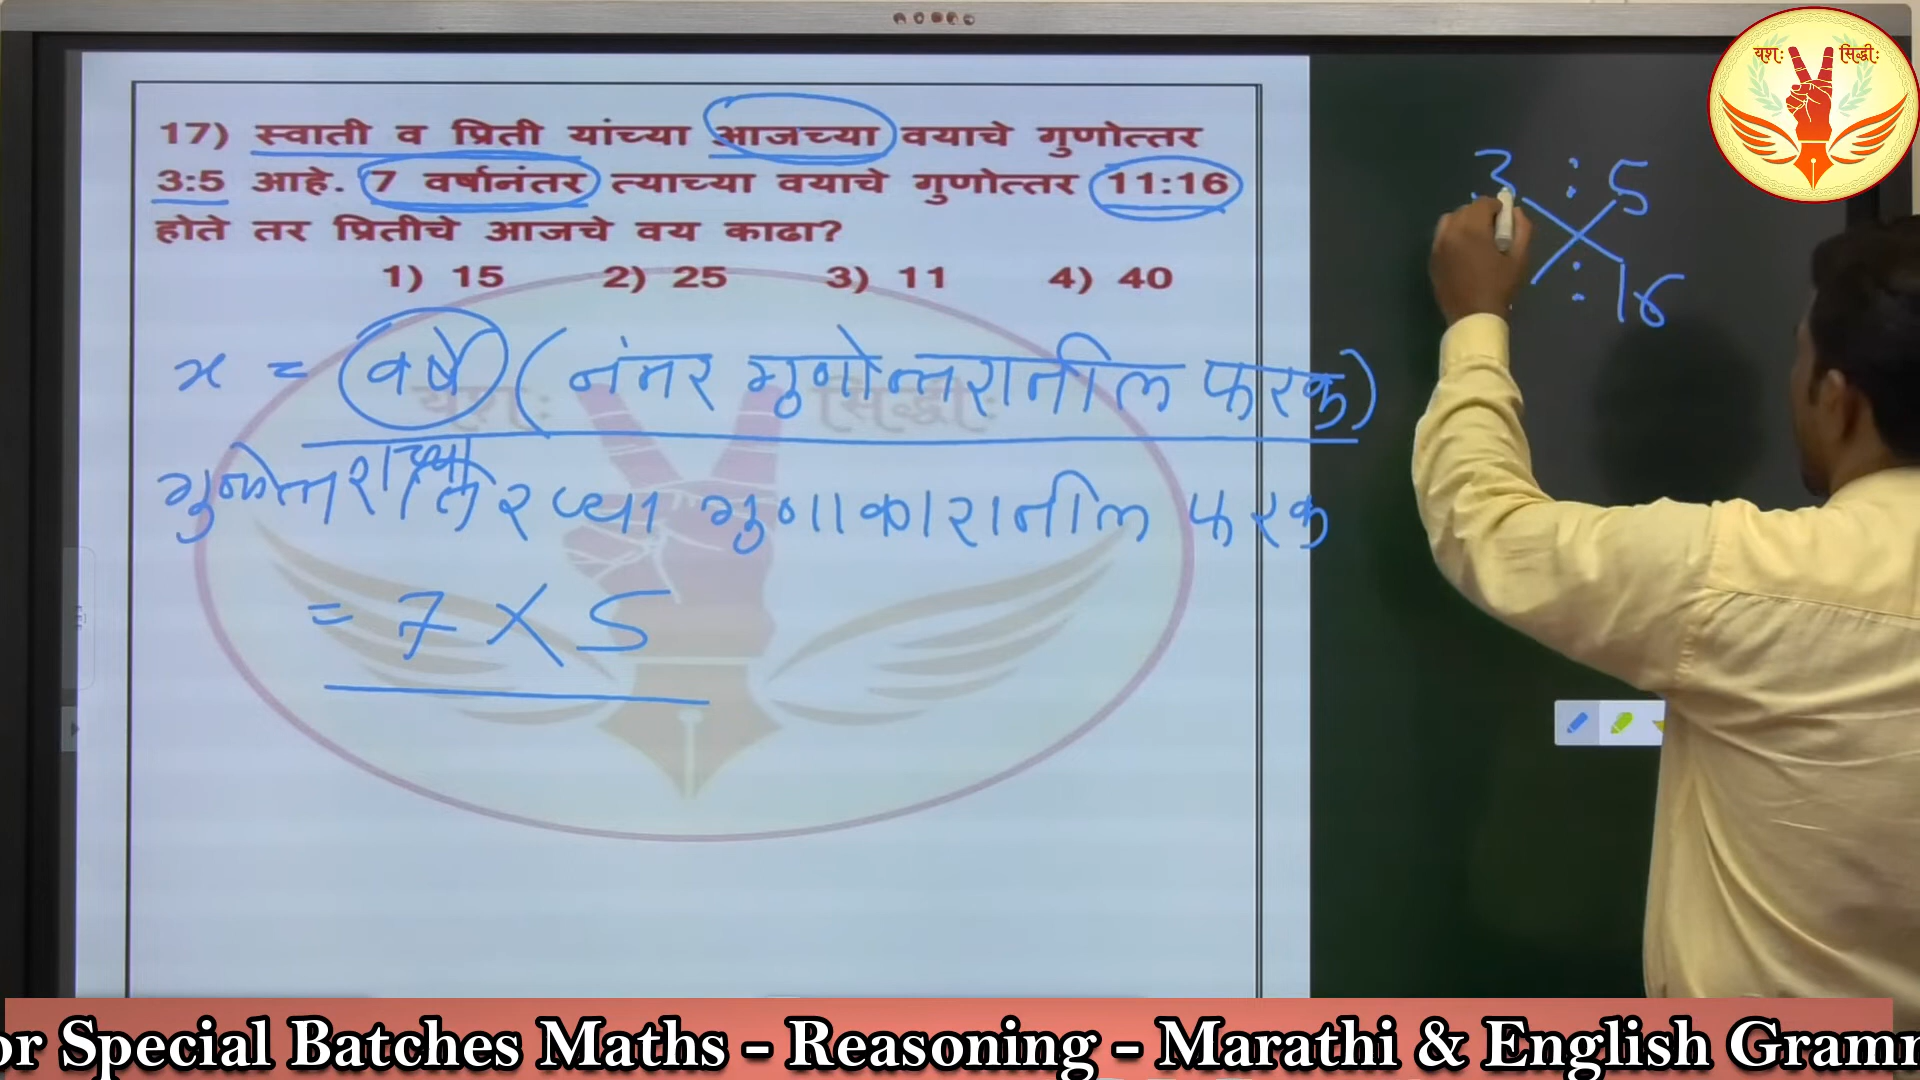 यशः सिद्धीः
17) स्वाती व प्रिती यांच्या आजच्या वयाचे गुणोत्तर
3:5 आहे. 7 वर्षानंतर त्याच्या वयाचे गुणोत्तर 11:16
होते तर प्रितीचे आजचे वय काढा?
1) 15 2) 25 3) 11 4) 40
3 : 5
: 16
x = वर्षे (नंतर गुणोत्तरातील फरक)
गुणोत्तराच्या तिरप्या गुणाकारातील फरक
= 7 × 5
यशः सिद्धीः
or Special Batches Maths - Reasoning - Marathi & English Gramm